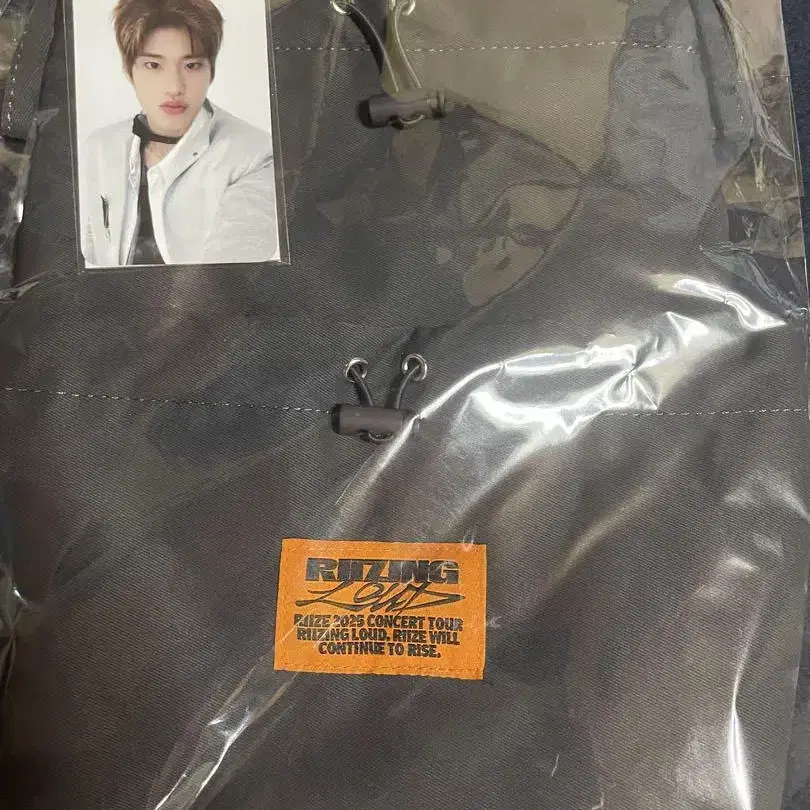 RIIZING
LOUD
RIIZE 2025 CONCERT TOUR
RIIZING LOUD. RIIZE WILL
CONTINUE TO RISE.